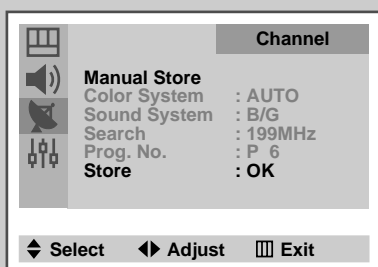 Channel
Manual Store
Color System : AUTO
Sound System : B/G
Search : 199MHz
Prog. No. : P 6
Store : OK
Select Adjust Exit